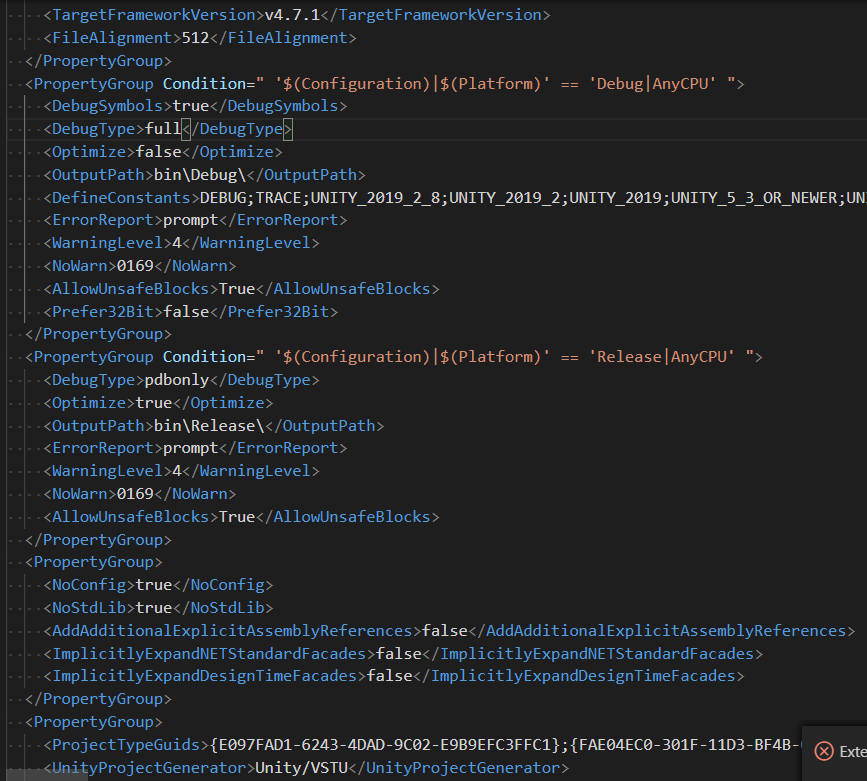 <TargetFrameworkVersion>v4.7.1</TargetFrameworkVersion>
<FileAlignment>512</FileAlignment>
</PropertyGroup>
<PropertyGroup Condition=" '$(Configuration)|$(Platform)' == 'Debug|AnyCPU' ">
<DebugSymbols>true</DebugSymbols>
<DebugType>full</DebugType>
<Optimize>false</Optimize>
<OutputPath>bin\Debug\</OutputPath>
<DefineConstants>DEBUG;TRACE;UNITY_2019_2_8;UNITY_2019_2;UNITY_2019;UNITY_5_3_OR_NEWER;UNI
<ErrorReport>prompt</ErrorReport>
<WarningLevel>4</WarningLevel>
<NoWarn>0169</NoWarn>
<AllowUnsafeBlocks>True</AllowUnsafeBlocks>
<Prefer32Bit>false</Prefer32Bit>
</PropertyGroup>
<PropertyGroup Condition=" '$(Configuration)|$(Platform)' == 'Release|AnyCPU' ">
<DebugType>pdbonly</DebugType>
<Optimize>true</Optimize>
<OutputPath>bin\Release\</OutputPath>
<ErrorReport>prompt</ErrorReport>
<WarningLevel>4</WarningLevel>
<NoWarn>0169</NoWarn>
<AllowUnsafeBlocks>True</AllowUnsafeBlocks>
</PropertyGroup>
<PropertyGroup>
<NoConfig>true</NoConfig>
<NoStdLib>true</NoStdLib>
<AddAdditionalExplicitAssemblyReferences>false</AddAdditionalExplicitAssemblyReferences>
<ImplicitlyExpandNETStandardFacades>false</ImplicitlyExpandNETStandardFacades>
<ImplicitlyExpandDesignTimeFacades>false</ImplicitlyExpandDesignTimeFacades>
</PropertyGroup>
<PropertyGroup>
<ProjectTypeGuids>{E097FAD1-6243-4DAD-9C02-E9B9EFC3FFC1};{FAE04EC0-301F-11D3-BF4B-
Exte
<UnityProjectGenerator>Unity/VSTU</UnityProjectGenerator>